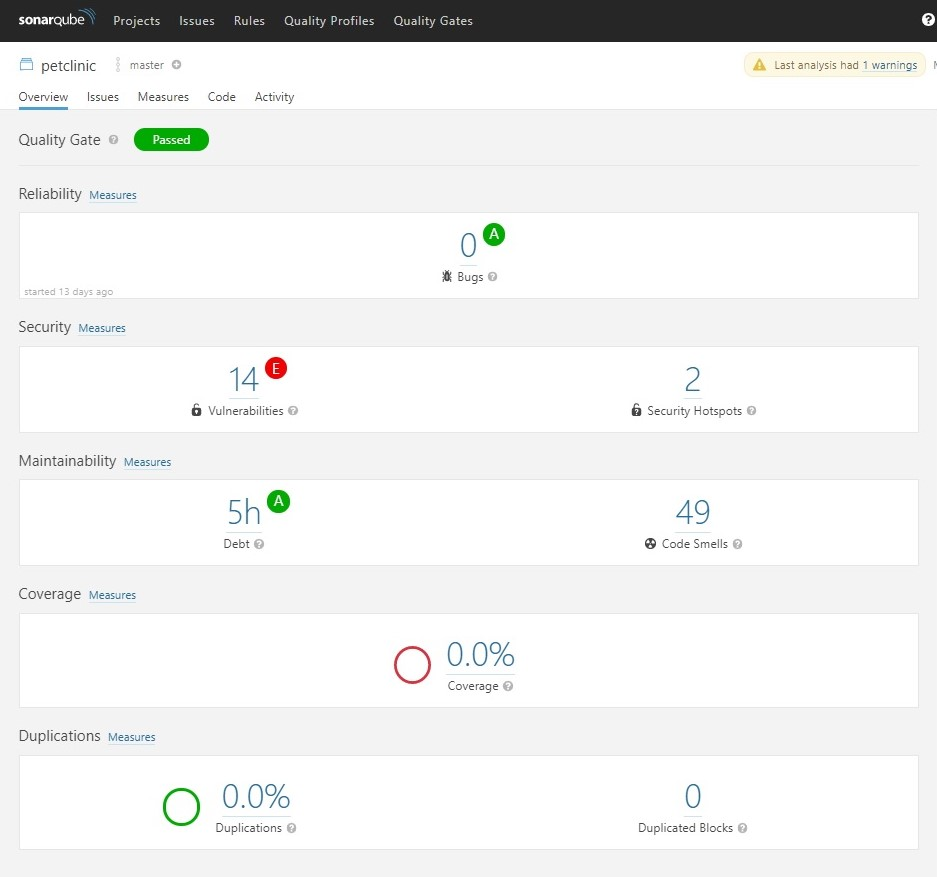 sonarqube Projects Issues Rules Quality Profiles Quality Gates ?
petclinic master Last analysis had 1 warnings
Overview Issues Measures Code Activity
Quality Gate ? Passed
Reliability Measures
0 A
Bugs ?
started 13 days ago
Security Measures
14 E 2
Vulnerabilities ? Security Hotspots ?
Maintainability Measures
5h A 49
Debt ? Code Smells ?
Coverage Measures
0.0%
Coverage ?
Duplications Measures
0.0% 0
Duplications ? Duplicated Blocks ?